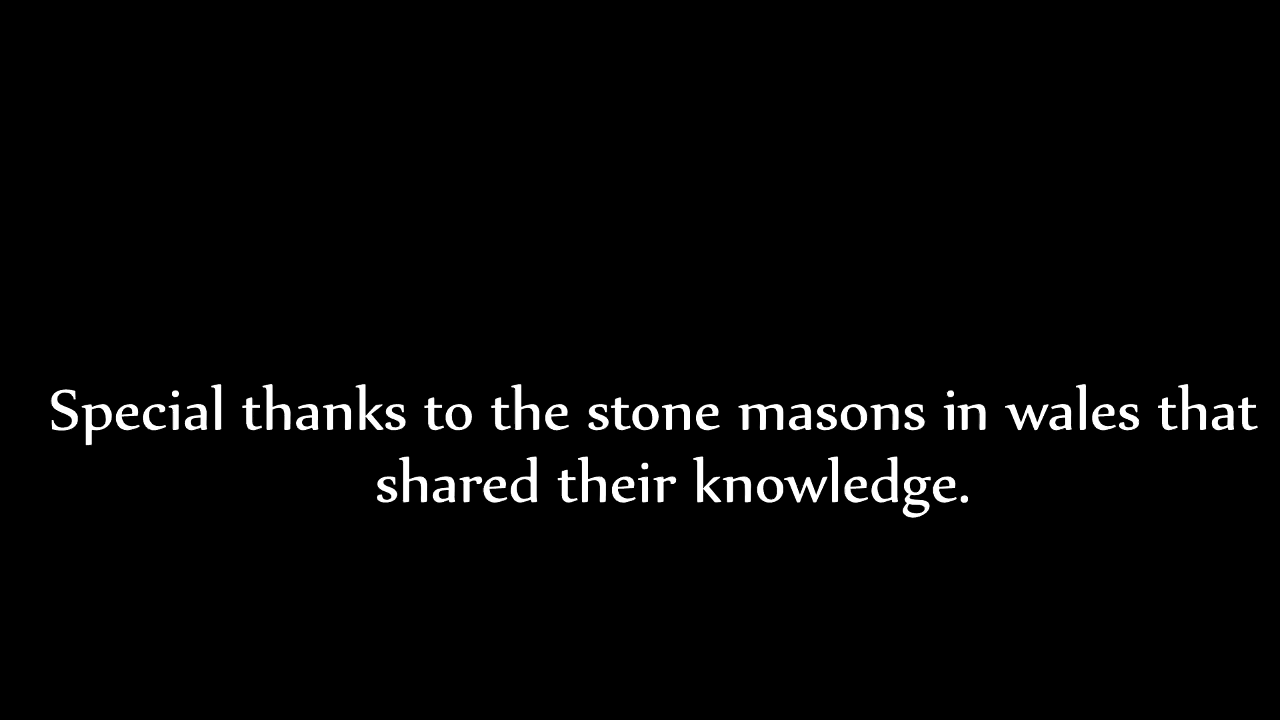 Special thanks to the stone masons in wales that
shared their knowledge.